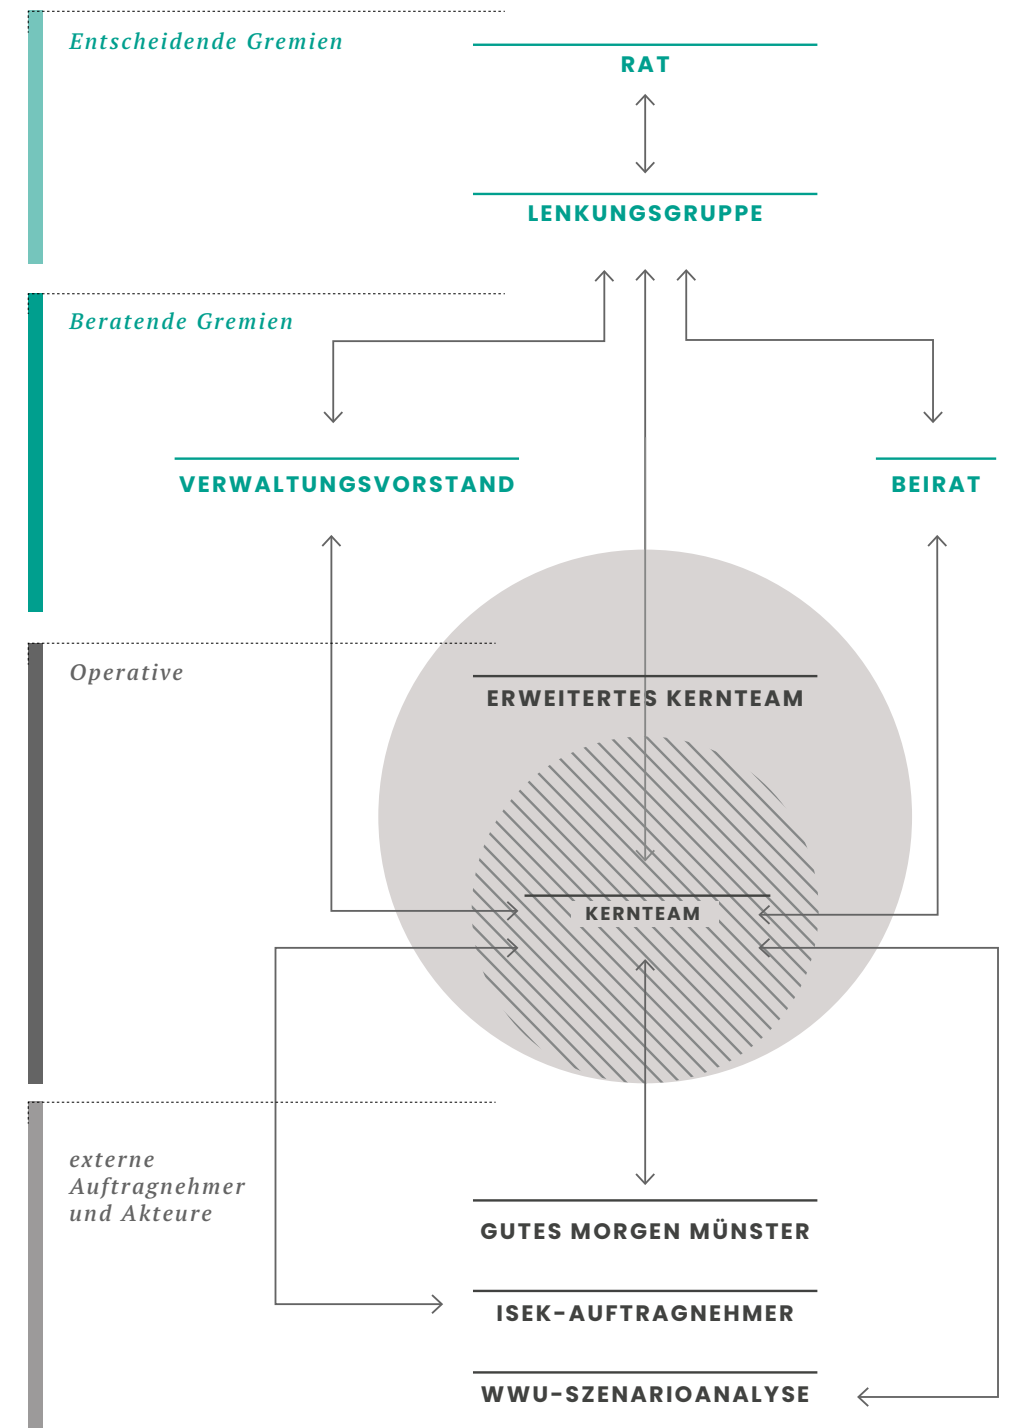 Entscheidende Gremien
RAT
LENKUNGSGRUPPE
Beratende Gremien
VERWALTUNGSVORSTAND
BEIRAT
Operative
ERWEITERTES KERNTEAM
KERNTEAM
externe
Auftragnehmer
und Akteure
GUTES MORGEN MÜNSTER
ISEK-AUFTRAGNEHMER
WWU-SZENARIOANALYSE